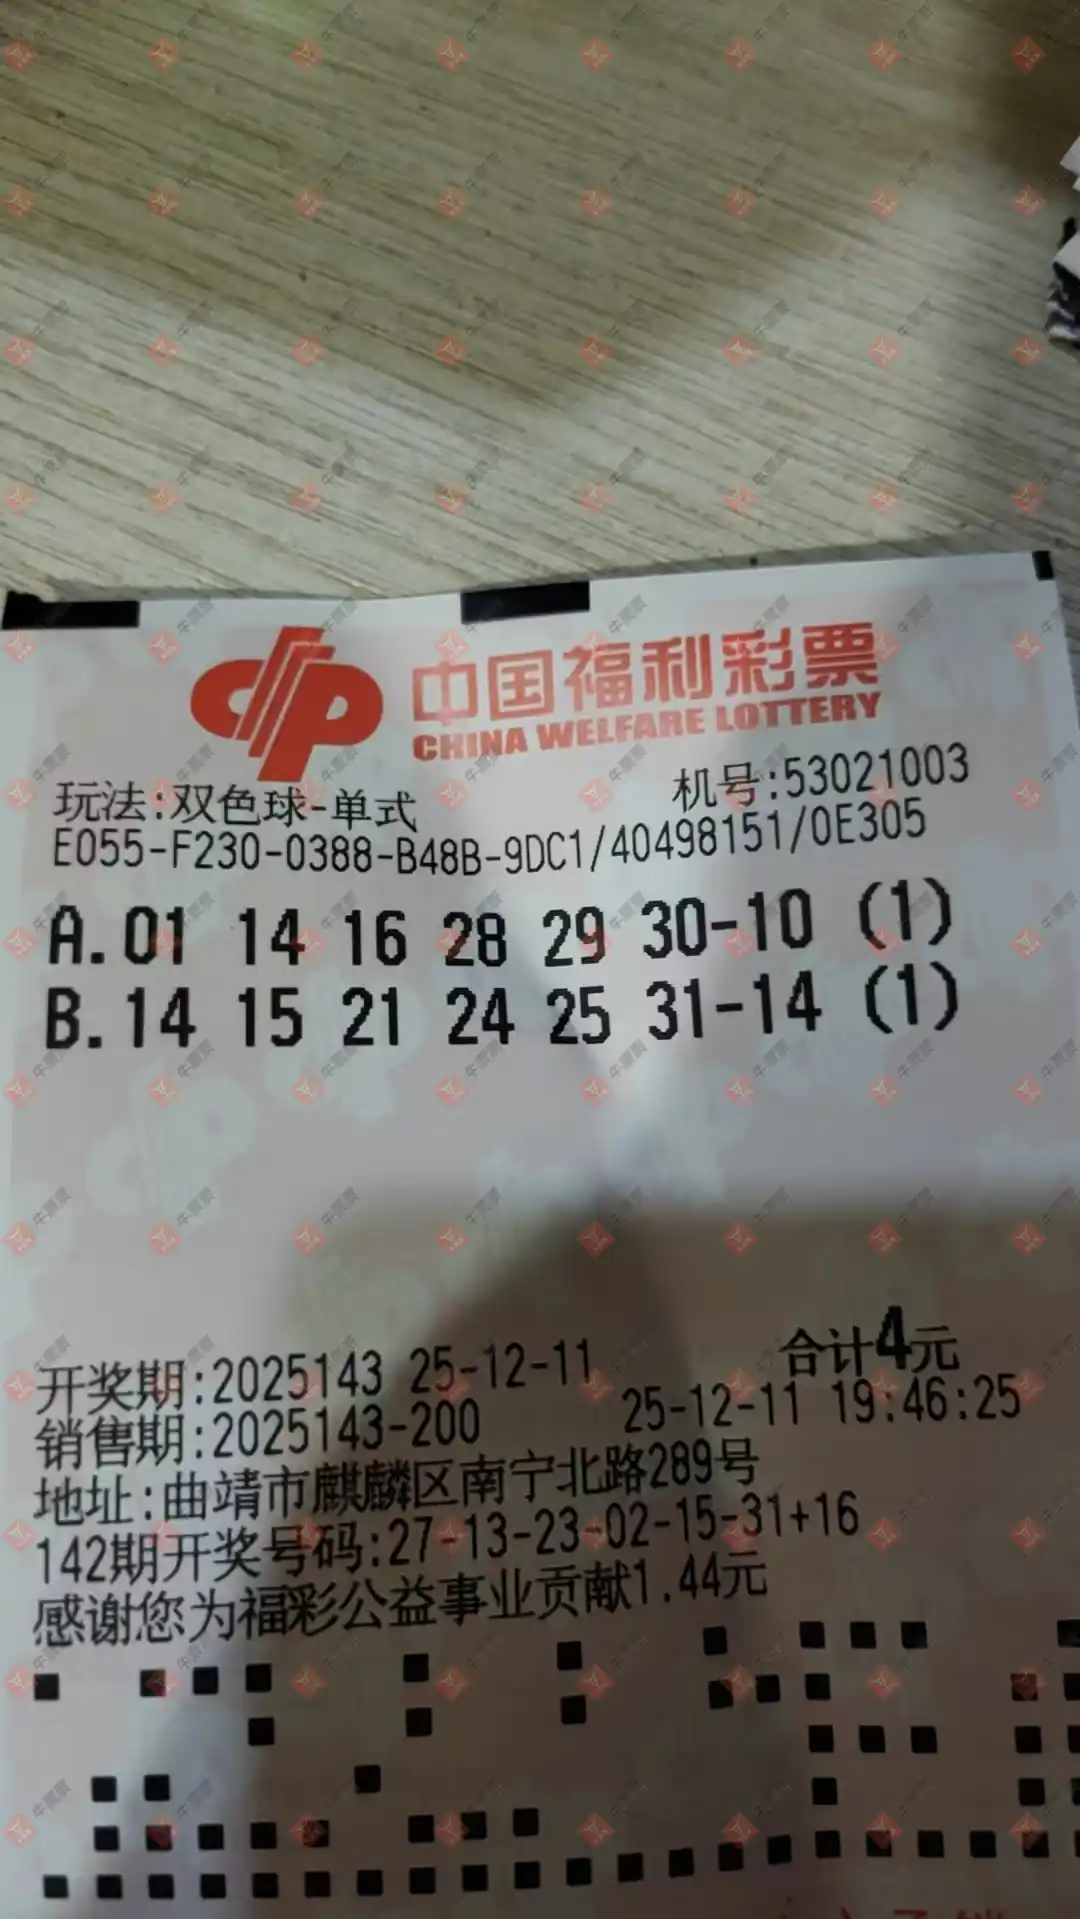 中国福利彩票
CHINA WELFARE LOTTERY
玩法:双色球-单式 机号:53021003
E055-F230-0388-B48B-9DC1/40498151/0E305
A.01 14 16 28 29 30-10 (1)
B.14 15 21 24 25 31-14 (1)
开奖期:2025143 25-12-11 合计4元
销售期:2025143-200 25-12-11 19:46:25
地址:曲靖市麒麟区南宁北路289号
142期开奖号码:27-13-23-02-15-31+16
感谢您为福彩公益事业贡献1.44元